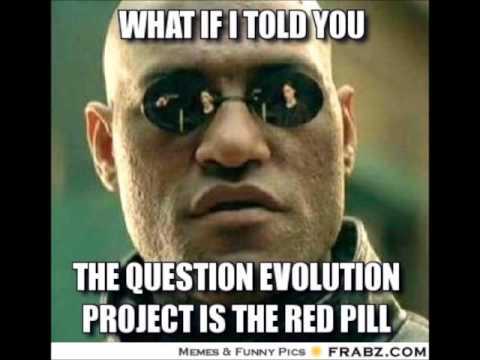 WHAT IF I TOLD YOU
THE QUESTION EVOLUTION
PROJECT IS THE RED PILL
MEMES & FUNNY PICS FRABZ.COM